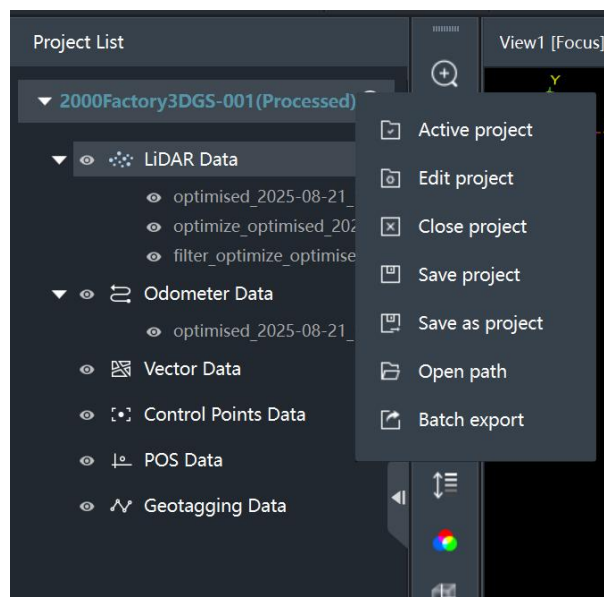 Project List
View1 [Focus]
Y
2000Factory3DGS-001(Processed)
Active project
LiDAR Data
Edit project
optimised_2025-08-21_
Close project
optimize_optimised_202
filter_optimize_optimise
Save project
Odometer Data
Save as project
optimised_2025-08-21_
Vector Data
Open path
Control Points Data
Batch export
POS Data
Geotagging Data